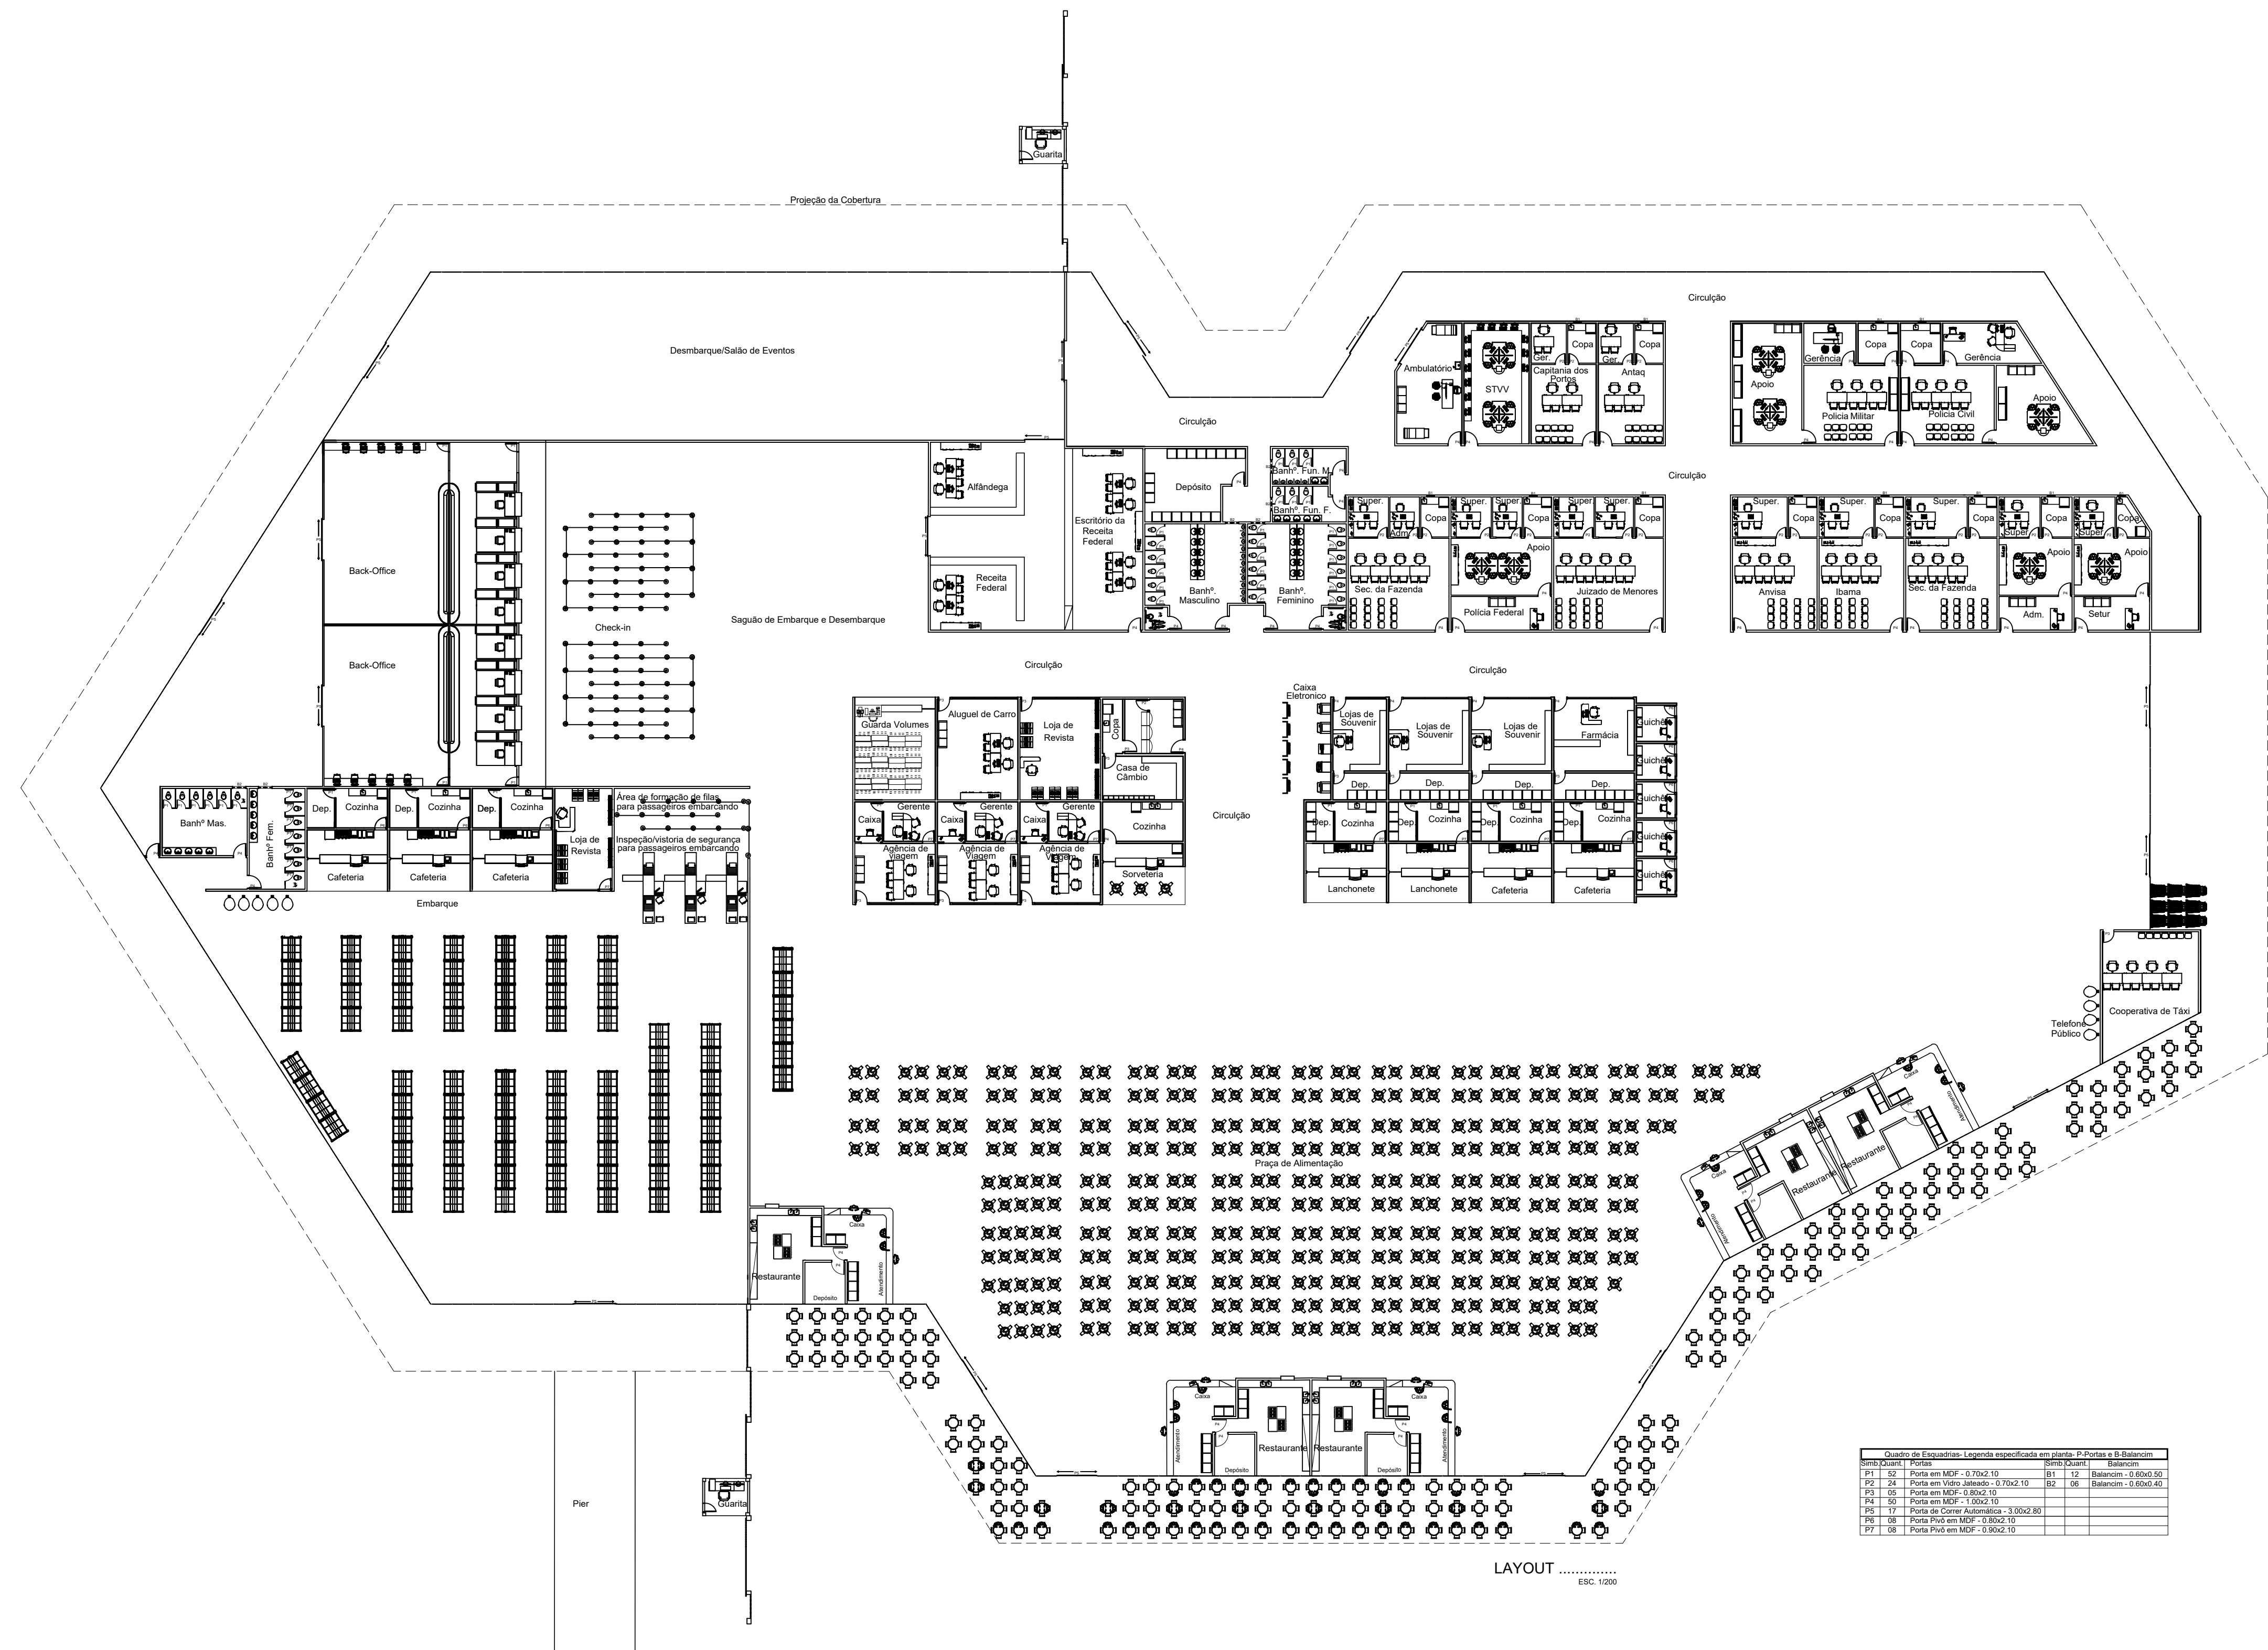 Guarita
Projeção da Cobertura
Circulção
Desmbarque/Salão de Eventos
Ambulatório
STVV
Ger.
Copa
Capitania dos
Portos
Ger.
Copa
Antaq
Apoio
Gerência
Copa
Copa
Gerência
Policia Militar
Policia Civil
Apoio
Circulção
Circulção
Alfândega
Escritório da
Receita
Federal
Depósito
Banhº. Fun. M.
Banhº. Fun. F.
Receita
Federal
Banhº.
Masculino
Banhº.
Feminino
Super.
Super.
Adm.
Copa
Sec. da Fazenda
Super.
Super.
Copa
Apoio
Polícia Federal
Super.
Super.
Copa
Juizado de Menores
Super.
Copa
Anvisa
Super.
Copa
Ibama
Super.
Copa
Sec. da Fazenda
Super.
Copa
Apoio
Adm.
Super.
Copa
Apoio
Setur
Back-Office
Back-Office
Check-in
Saguão de Embarque e Desembarque
Circulção
Circulção
Guarda Volumes
Aluguel de Carro
Loja de
Revista
Copa
Casa de
Câmbio
Caixa
Eletronico
Lojas de
Souvenir
Lojas de
Souvenir
Lojas de
Souvenir
Farmácia
Guichê
Guichê
Guichê
Guichê
Guichê
Dep.
Dep.
Dep.
Dep.
Banhº Mas.
Banhº Fem.
Dep.
Cozinha
Dep.
Cozinha
Dep.
Cozinha
Cafeteria
Cafeteria
Cafeteria
Loja de
Revista
Área de formação de filas
para passageiros embarcando
Inspeção/vistoria de segurança
para passageiros embarcando
Embarque
Gerente
Caixa
Agência de
Viagem
Gerente
Caixa
Agência de
Viagem
Gerente
Caixa
Agência de
Viagem
Cozinha
Sorveteria
Circulção
Dep.
Cozinha
Dep.
Cozinha
Dep.
Cozinha
Dep.
Cozinha
Lanchonete
Lanchonete
Cafeteria
Cafeteria
Cooperativa de Táxi
Telefone
Público
Praça de Alimentação
Caixa
Atendimento
Restaurante
Caixa
Atendimento
Restaurante
Caixa
Restaurante
Depósito
Atendimento
Caixa
Atendimento
Restaurante
Depósito
Caixa
Restaurante
Depósito
Atendimento
Pier
Guarita
Quadro de Esquadrias- Legenda especificada em planta- P-Portas e B-Balancim
Simb. Quant. Portas Simb. Quant. Balancim
P1 52 Porta em MDF - 0.70x2.10 B1 12 Balancim - 0.60x0.50
P2 24 Porta em Vidro Jateado - 0.70x2.10 B2 06 Balancim - 0.60x0.40
P3 05 Porta em MDF- 0.80x2.10
P4 50 Porta em MDF - 1.00x2.10
P5 17 Porta de Correr Automática - 3.00x2.80
P6 08 Porta Pivô em MDF - 0.80x2.10
P7 08 Porta Pivô em MDF - 0.90x2.10
LAYOUT ..............
ESC. 1/200